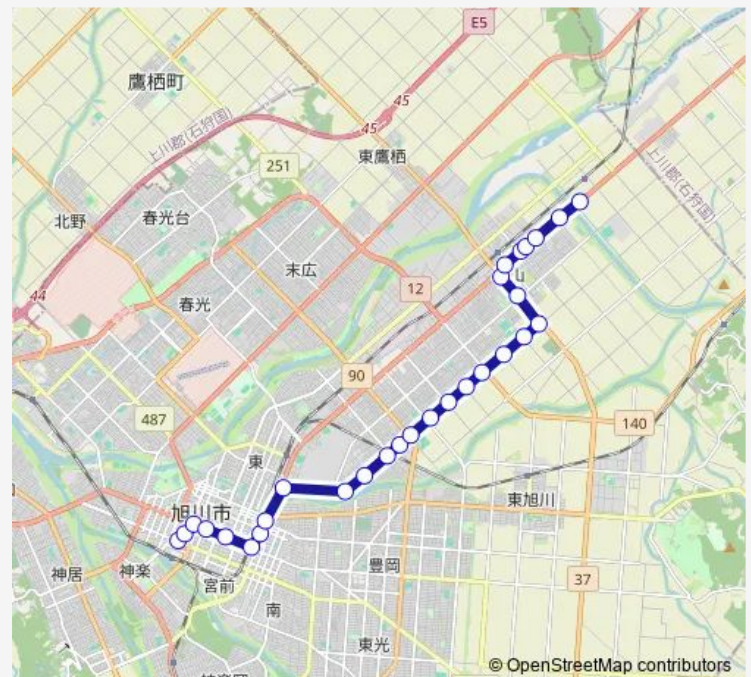 E5
鷹栖町
45
上川郡(石狩国)
45
東鷹栖
251
上川郡(石狩国)
北野
春光台
末広
44
春光
12
山
90
487
140
東
旭川市
東旭川
神居
神楽
宮前
豊岡
37
南
東光
© OpenStreetMap contributors